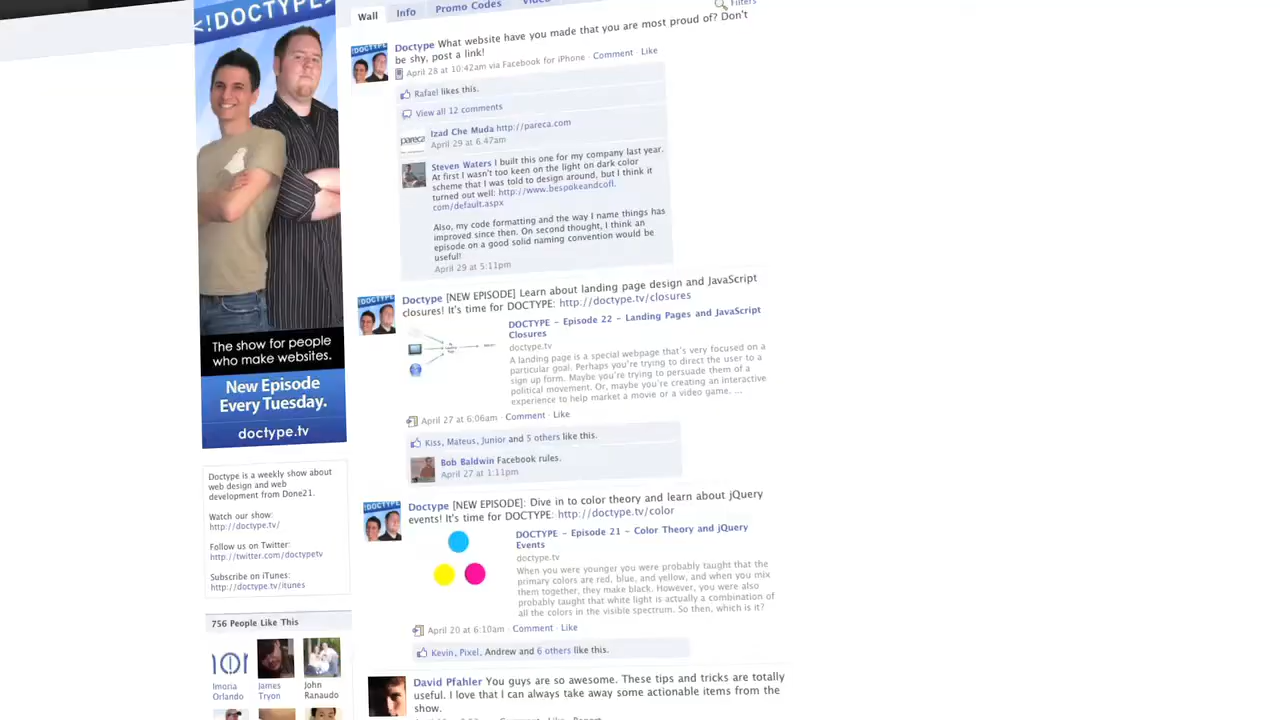 <!DOCTYPE>
The show for people
who make websites.
New Episode
Every Tuesday.
doctype.tv
Doctype is a weekly show about
web design and web
development from Done21.
Watch our show:
http://doctype.tv/
Follow us on Twitter:
http://twitter.com/doctypetv
Subscribe on iTunes:
http://doctype.tv/itunes
756 People Like This
Imoria
Orlando
James
Tryon
John
Ranaudo
Wall
Info
Promo Codes
Video
Filters
Doctype What website have you made that you are most proud of? Don't
be shy, post a link!
April 28 at 10:42am via Facebook for iPhone · Comment · Like
Rafael likes this.
View all 12 comments
pareca
Izad Che Muda http://pareca.com
April 29 at 6:47am
Steven Waters I built this one for my company last year.
At first I wasn't too keen on the light on dark color
scheme that I was told to design around, but I think it
turned out well: http://www.bespokeandcofl.
com/default.aspx
Also, my code formatting and the way I name things has
improved since then. On second thought, I think an
episode on a good solid naming convention would be
useful!
April 29 at 5:11pm
Doctype [NEW EPISODE] Learn about landing page design and JavaScript
closures! It's time for DOCTYPE: http://doctype.tv/closures
DOCTYPE - Episode 22 - Landing Pages and JavaScript
Closures
doctype.tv
A landing page is a special webpage that's very focused on a
particular goal. Perhaps you're trying to direct the user to a
sign up form. Maybe you're trying to persuade them of a
political movement. Or, maybe you're creating an interactive
experience to help market a movie or a video game. ...
April 27 at 6:06am · Comment · Like
Kiss, Mateus, Junior and 5 others like this.
Bob Baldwin Facebook rules.
April 27 at 1:11pm
Doctype [NEW EPISODE]: Dive in to color theory and learn about jQuery
events! It's time for DOCTYPE: http://doctype.tv/color
DOCTYPE - Episode 21 - Color Theory and jQuery
Events
doctype.tv
When you were younger you were probably taught that the
primary colors are red, blue, and yellow, and when you mix
them together, they make black. However, you were also
probably taught that white light is actually a combination of
all the colors in the visible spectrum. So then, which is it?
April 20 at 6:10am · Comment · Like
Kevin, Pixel, Andrew and 6 others like this.
David Pfahler You guys are so awesome. These tips and tricks are totally
useful. I love that I can always take away some actionable items from the
show.